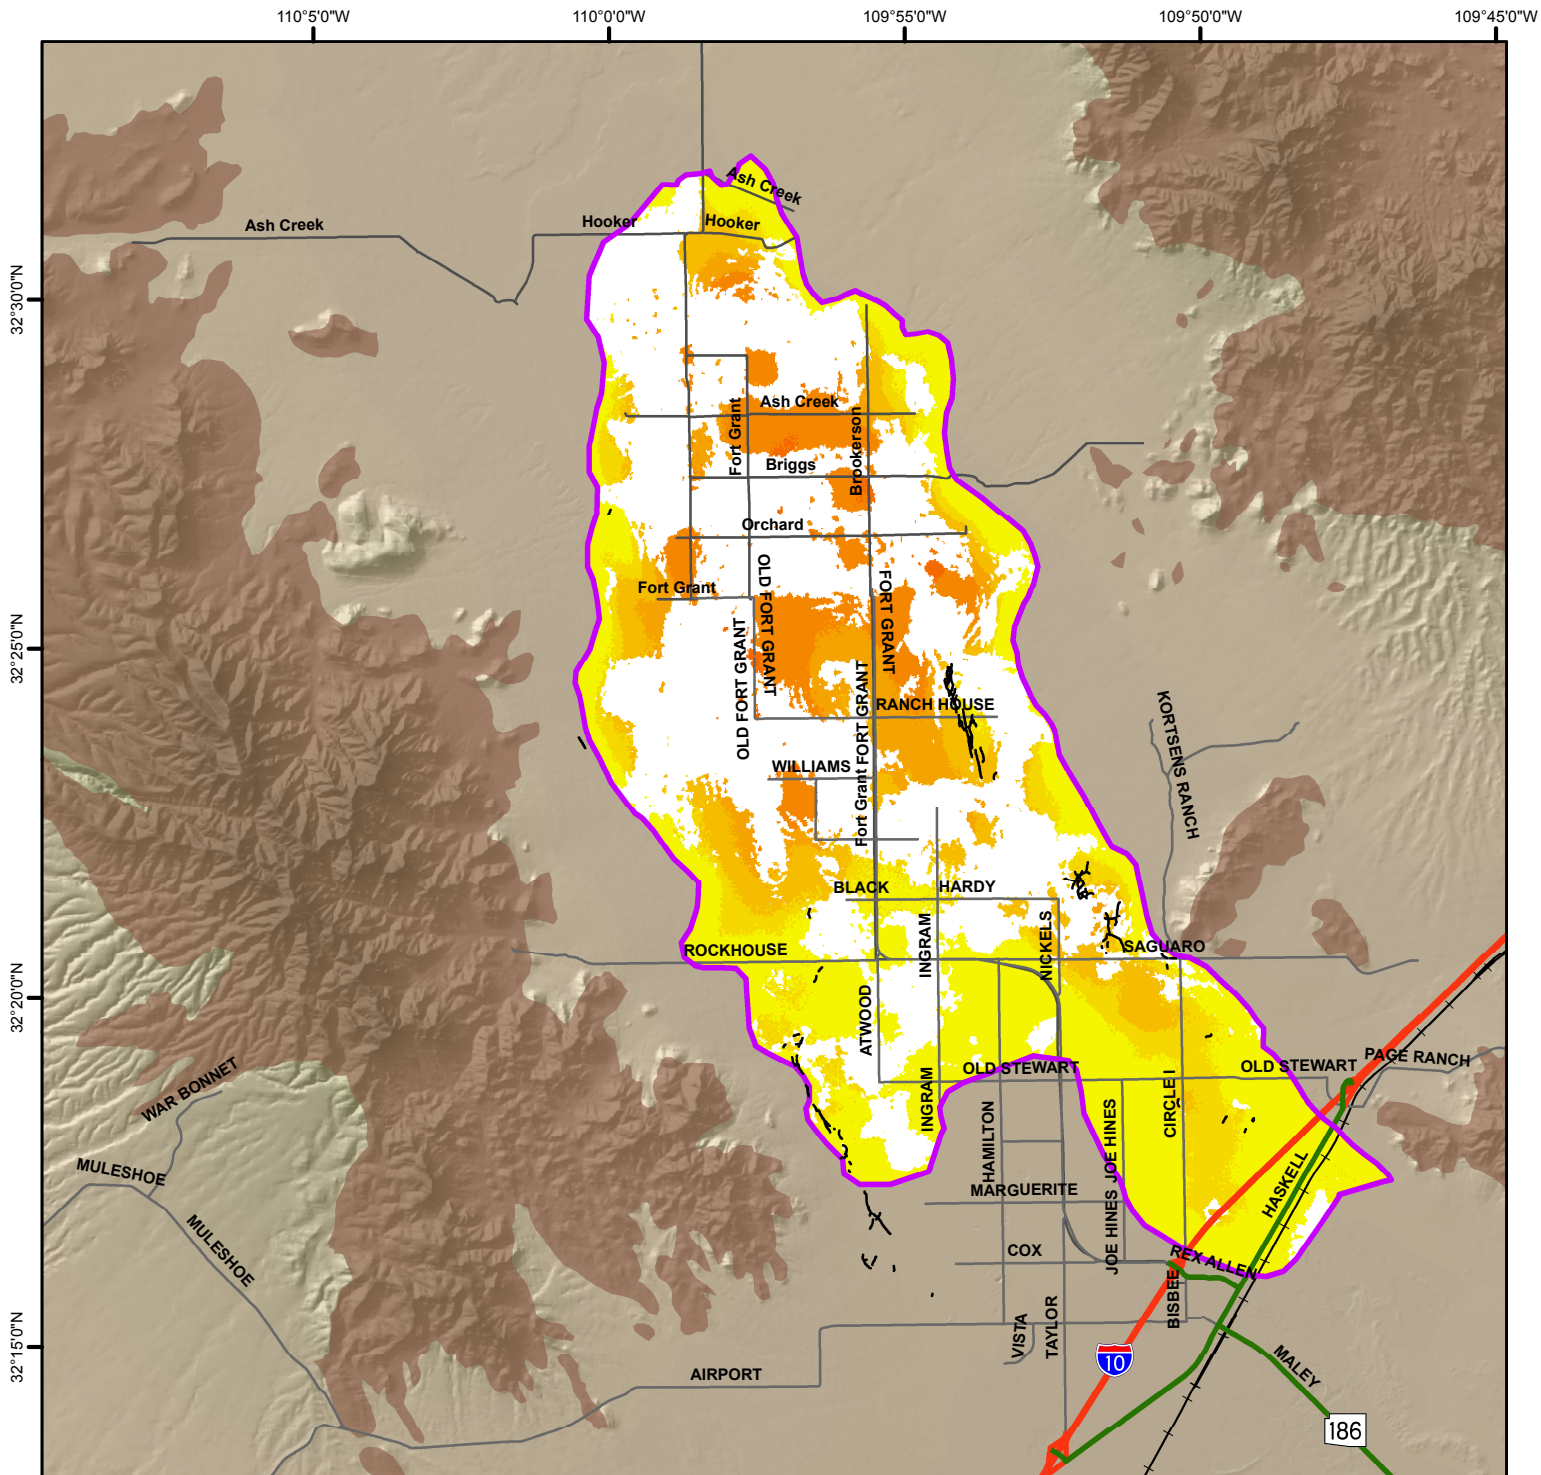 110°5'0"W
110°0'0"W
109°55'0"W
109°50'0"W
109°45'0"W
Ash Creek
Ash Creek
Hooker
Hooker
32°30'0"N
Ash Creek
Fort Grant
Brookerson
Briggs
Orchard
Fort Grant
OLD FORT GRANT
FORT GRANT
OLD FORT GRANT
32°25'0"N
FORT GRANT
RANCH HOUSE
KORTSENS RANCH
WILLIAMS
Fort Grant
BLACK
HARDY
INGRAM
NICKELS
ROCKHOUSE
SAGUARO
32°20'0"N
ATWOOD
OLD STEWART
OLD STEWART
PAGE RANCH
WAR BONNET
INGRAM
HAMILTON
JOE HINES
CIRCLE I
MULESHOE
MARGUERITE
JOE HINES
HASKELL
MULESHOE
COX
REX ALLEN
BISBEE
32°15'0"N
VISTA
TAYLOR
10
MALEY
AIRPORT
186